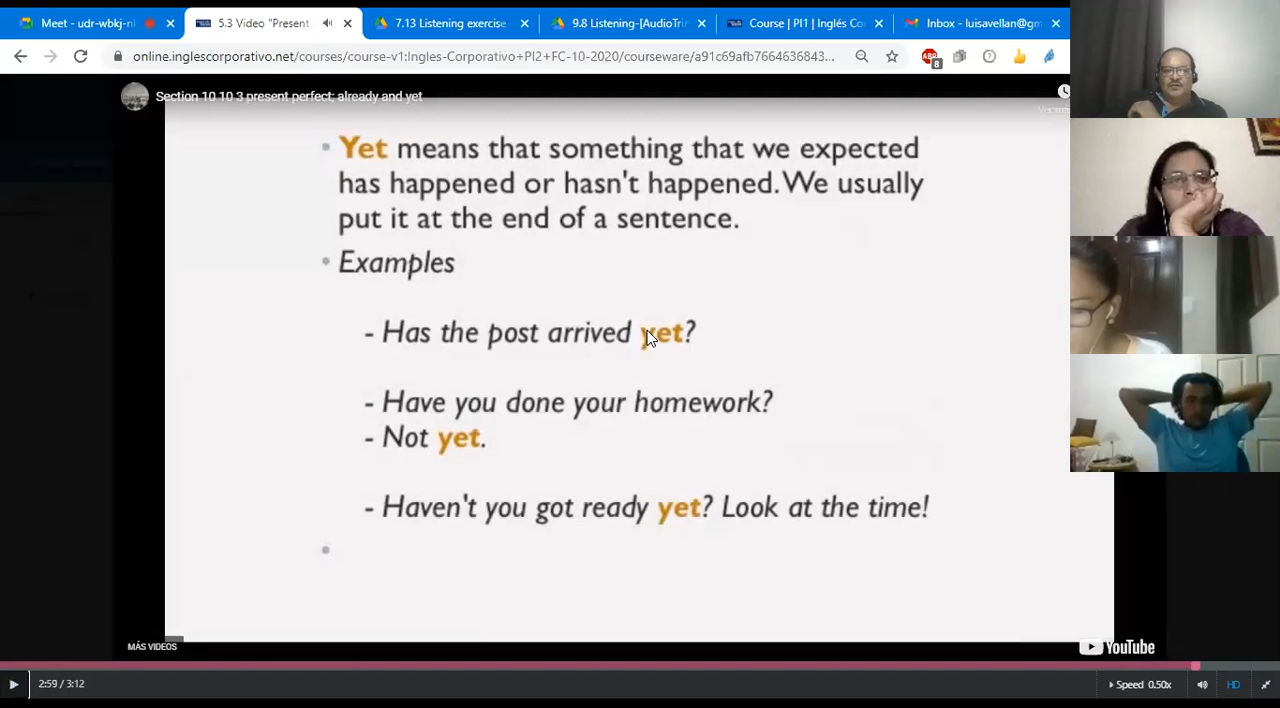 Meet - udr-wbkj-nl
5.3 Video "Present
7.13 Listening exercise
9.8 Listening-[AudioTrin
Course | PI1 | Inglés Co
Inbox - luisavellan@gm
online.inglescorporativo.net/courses/course-v1:Ingles-Corporativo+PI2+FC-10-2020/courseware/a91c69afb7664636843...
ABP
8
Section 10 10 3 present perfect; already and yet
• Yet means that something that we expected
has happened or hasn't happened. We usually
put it at the end of a sentence.
• Examples
- Has the post arrived yet?
- Have you done your homework?
- Not yet.
- Haven't you got ready yet? Look at the time!
•
MÁS VIDEOS
YouTube
2:59 / 3:12
Speed 0.50x
HD